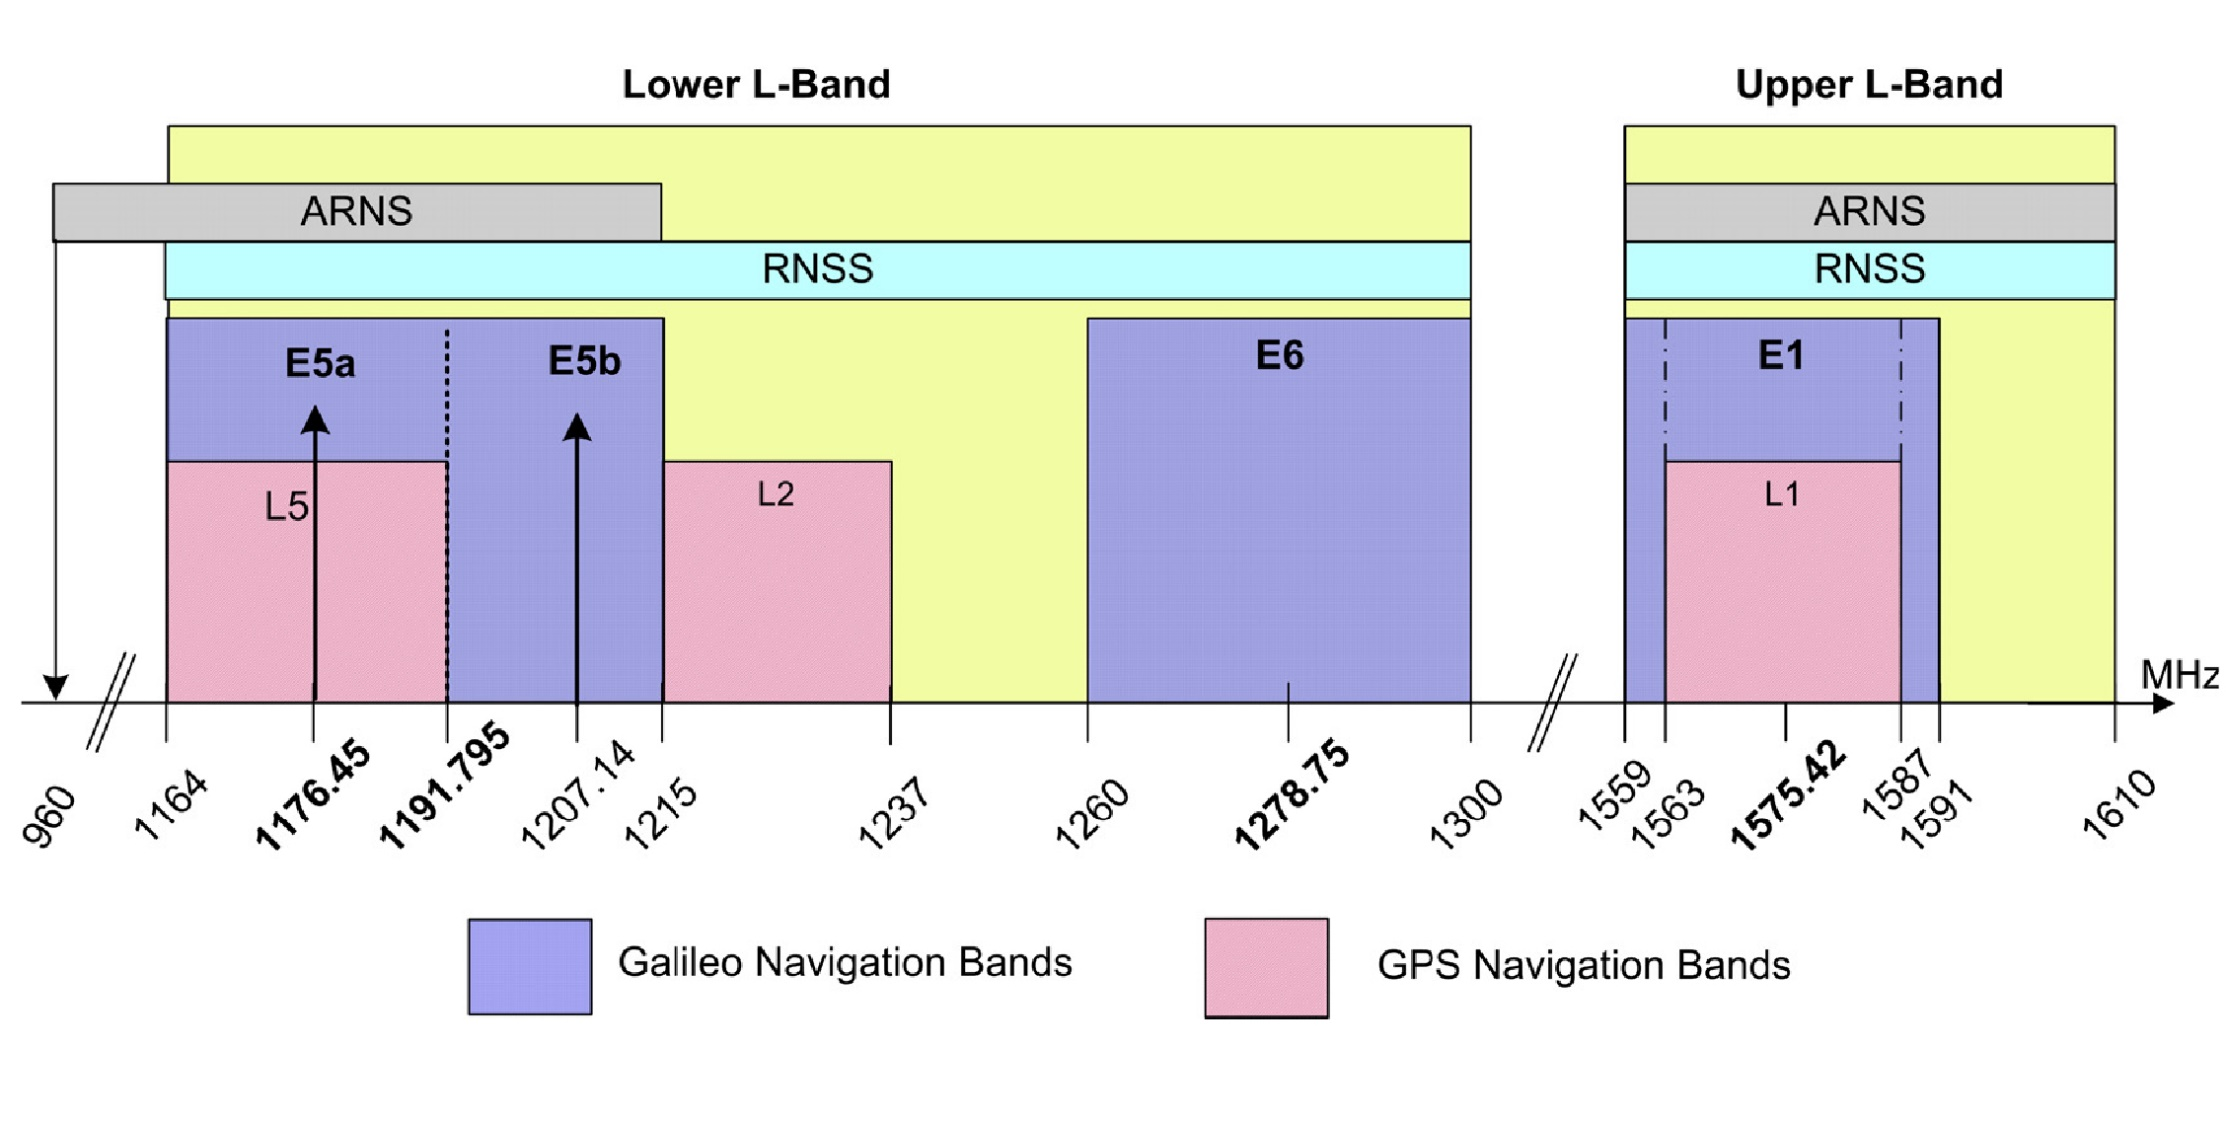 Lower L-Band
Upper L-Band
ARNS
ARNS
RNSS
RNSS
E5a
E5b
E6
E1
L5
L2
L1
MHz
960
1164
1176.45
1191.795
1207.14
1215
1237
1260
1278.75
1300
1559
1563
1575.42
1587
1591
1610
Galileo Navigation Bands
GPS Navigation Bands